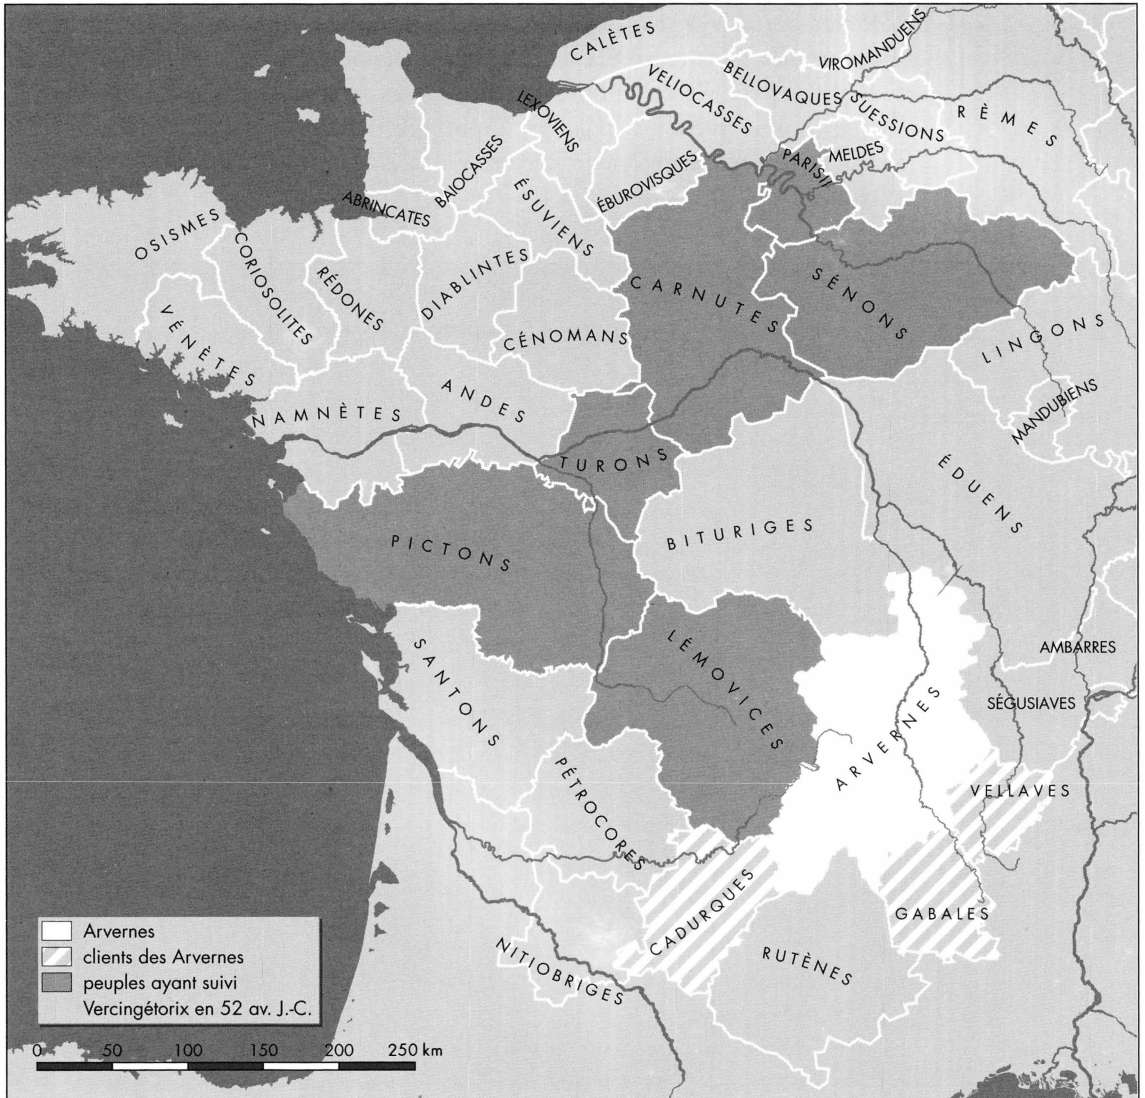 CALÈTES
VIROMANDUENS
VELIOCASSES
BELLOVAQUES
SUESSIONS
RÈMES
LEXOVIENS
BAIOCASSES
ABRINCATES
ÉSUVIENS
ÉBUROVISQUES
PARISII
MELDES
OSISMES
CORIOSOLITES
RÉDONES
DIABLINTES
CÉNOMANS
CARNUTES
SÉNONS
LINGONS
VÉNÈTES
NAMNÈTES
ANDES
TURONS
MANDUBIENS
ÉDUENS
BITURIGES
PICTONS
LÉMOVICES
SANTONS
AMBARRES
SÉGUSIAVES
ARVERNES
VELLAVES
PÉTROCORES
CADURQUES
GABALES
RUTÈNES
NITIOBRIGES
Arvernes
clients des Arvernes
peuples ayant suivi
Vercingétorix en 52 av. J.-C.
0 50 100 150 200 250 km